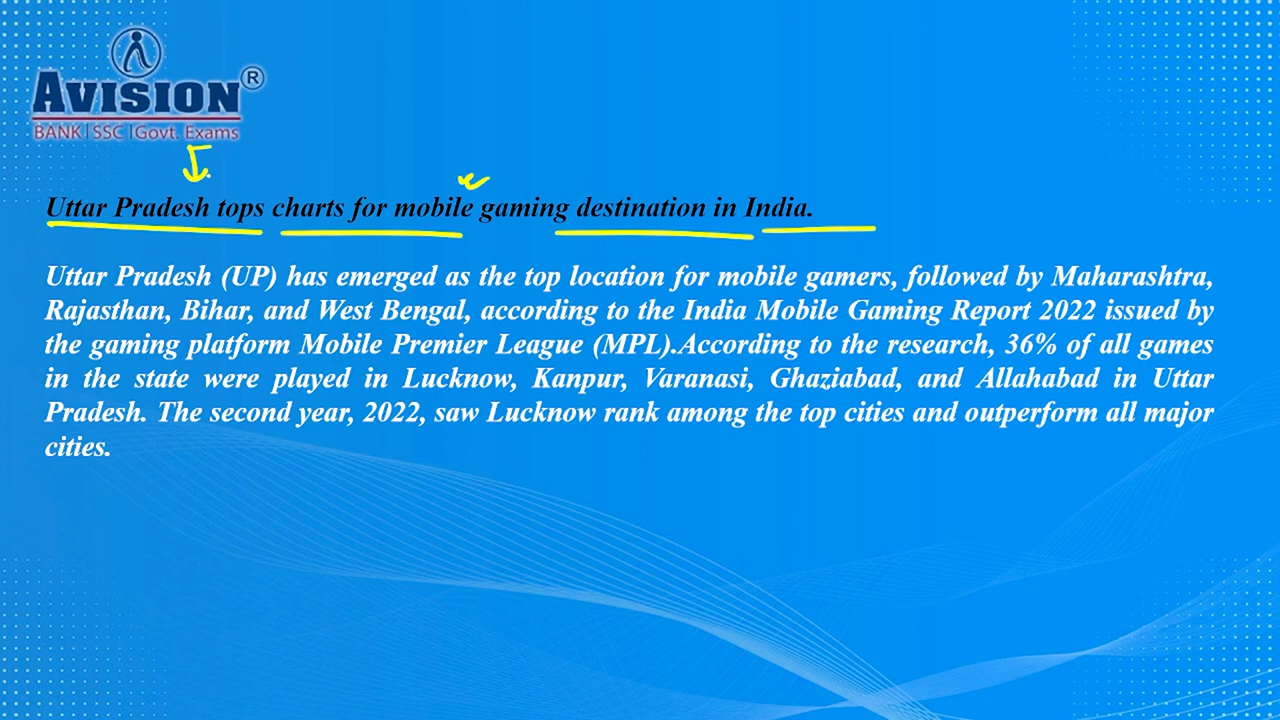 AVISION®
BANK | SSC | Govt. Exams
Uttar Pradesh tops charts for mobile gaming destination in India.
Uttar Pradesh (UP) has emerged as the top location for mobile gamers, followed by Maharashtra,
Rajasthan, Bihar, and West Bengal, according to the India Mobile Gaming Report 2022 issued by
the gaming platform Mobile Premier League (MPL).According to the research, 36% of all games
in the state were played in Lucknow, Kanpur, Varanasi, Ghaziabad, and Allahabad in Uttar
Pradesh. The second year, 2022, saw Lucknow rank among the top cities and outperform all major
cities.